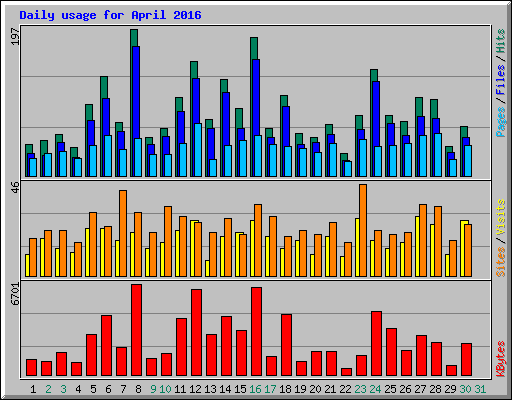 Daily usage for April 2016
197
Pages / Files / Hits
46
Sites / Visits
6701
KBytes
1 2 3 4 5 6 7 8 9 10 11 12 13 14 15 16 17 18 19 20 21 22 23 24 25 26 27 28 29 30 31